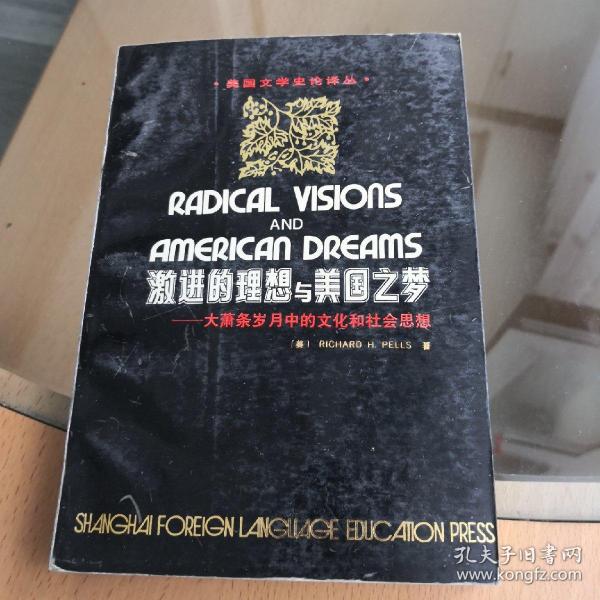 ·美国文学史论译丛·
RADICAL VISIONS
AND
AMERICAN DREAMS
激进的理想与美国之梦
——大萧条岁月中的文化和社会思想
〔美〕 RICHARD H. PELLS 著
SHANGHAI FOREIGN LANGUAGE EDUCATION PRESS
孔夫子旧书网
www.kongfz.com